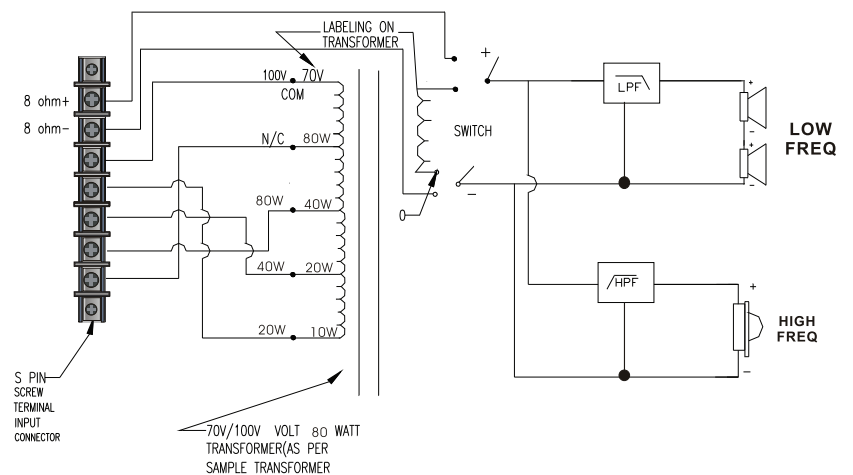 LABELING ON
TRANSFORMER
100V 70V
COM
8 ohm+
8 ohm-
N/C 80W
80W 40W
40W 20W
20W 10W
0
+
SWITCH
-
LPF
+
-
+
-
LOW
FREQ
HPF
+
-
HIGH
FREQ
S PIN
SCREW
TERMINAL
INPUT
CONNECTOR
70V/100V VOLT 80 WATT
TRANSFORMER(AS PER
SAMPLE TRANSFORMER